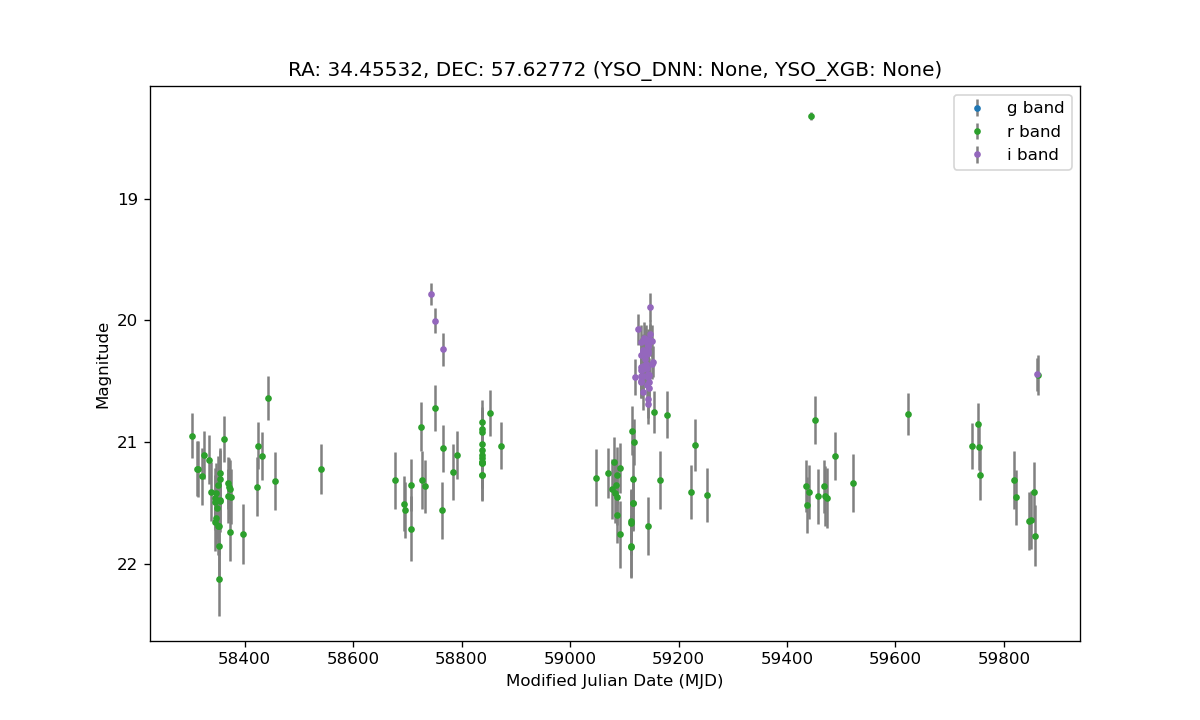 RA: 34.45532, DEC: 57.62772 (YSO_DNN: None, YSO_XGB: None)
g band
r band
i band
19
20
21
22
Magnitude
58400
58600
58800
59000
59200
59400
59600
59800
Modified Julian Date (MJD)